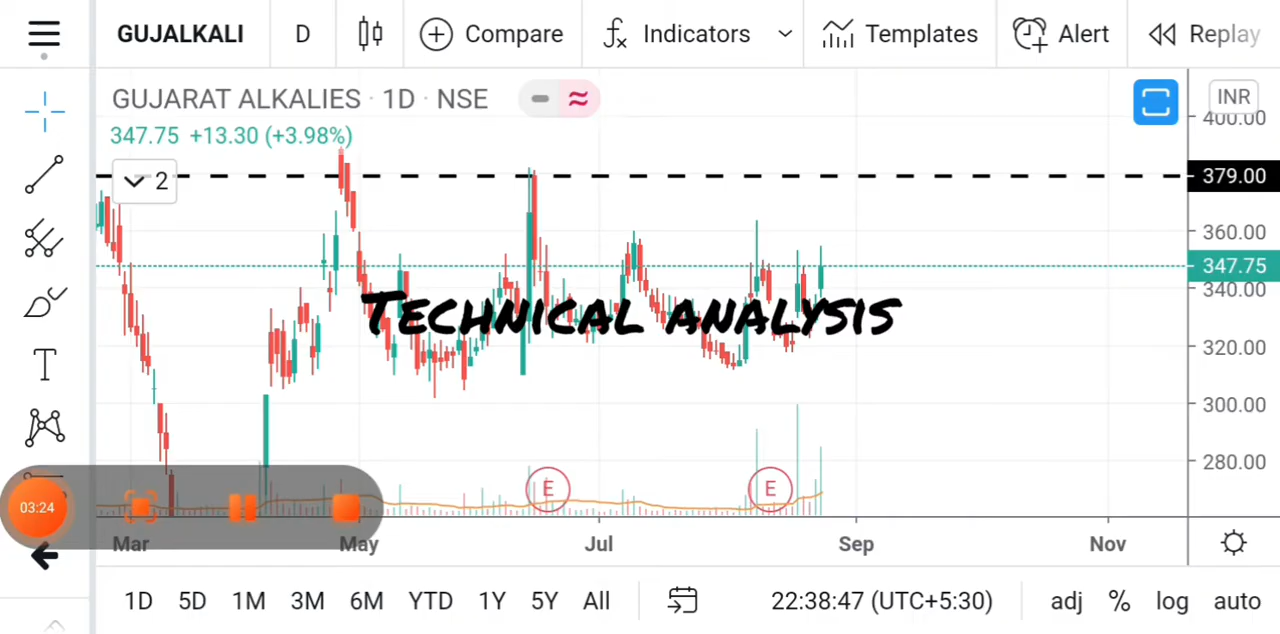 GUJALKALI D Compare Indicators Templates Alert Replay
GUJARAT ALKALIES · 1D · NSE
INR
400.00
347.75 +13.30 (+3.98%)
2
379.00
360.00
347.75
340.00
TECHNICAL ANALYSIS
320.00
300.00
280.00
E E
03:24
Mar May Jul Sep Nov
1D 5D 1M 3M 6M YTD 1Y 5Y All 22:38:47 (UTC+5:30) adj % log auto